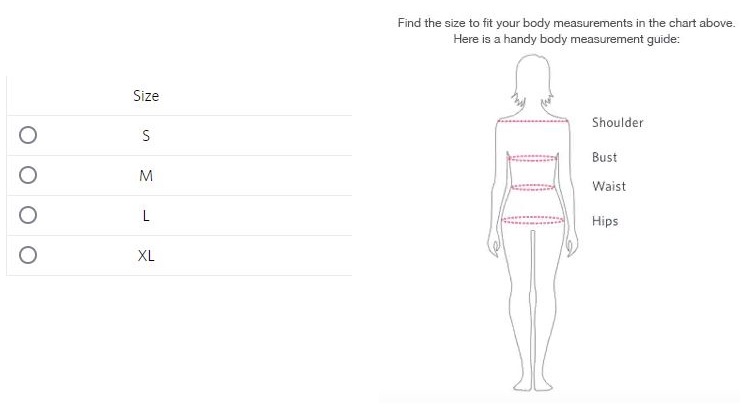 Size
S
M
L
XL
Find the size to fit your body measurements in the chart above.
Here is a handy body measurement guide:
Shoulder
Bust
Waist
Hips